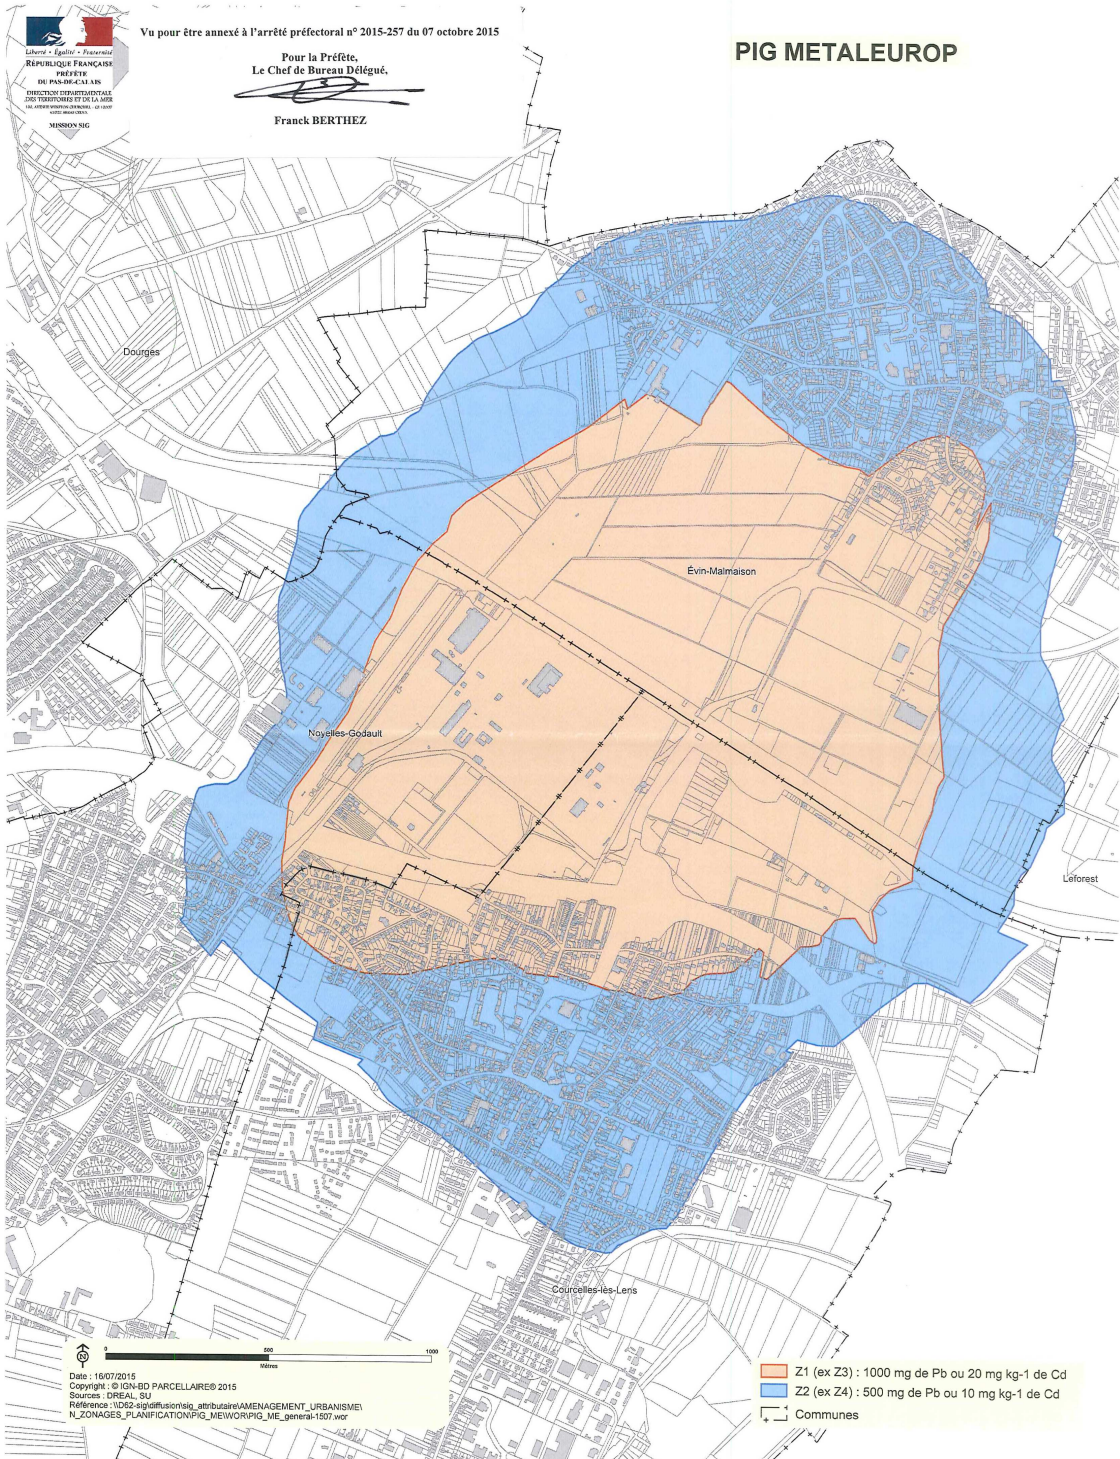 Vu pour être annexé à l'arrêté préfectoral n° 2015-257 du 07 octobre 2015
Pour la Préfète,
Le Chef de Bureau Délégué,
Franck BERTHEZ
Liberté • Égalité • Fraternité
RÉPUBLIQUE FRANÇAISE
PRÉFÈTE
DU PAS-DE-CALAIS
DIRECTION DÉPARTEMENTALE
DES TERRITOIRES ET DE LA MER
MISSION SIG
PIG METALEUROP
Dourges
Évin-Malmaison
Noyelles-Godault
Leforest
Courcelles-lès-Lens
0 500 1000
Mètres
Date : 16/07/2015
Copyright : © IGN-BD PARCELLAIRE® 2015
Sources : DREAL, SU
Référence : \\D62-sig\diffusion\sig_attributaire\AMENAGEMENT_URBANISME\
N_ZONAGES_PLANIFICATION\PIG_ME\WOR\PIG_ME_general-1507.wor
Z1 (ex Z3) : 1000 mg de Pb ou 20 mg kg-1 de Cd
Z2 (ex Z4) : 500 mg de Pb ou 10 mg kg-1 de Cd
Communes